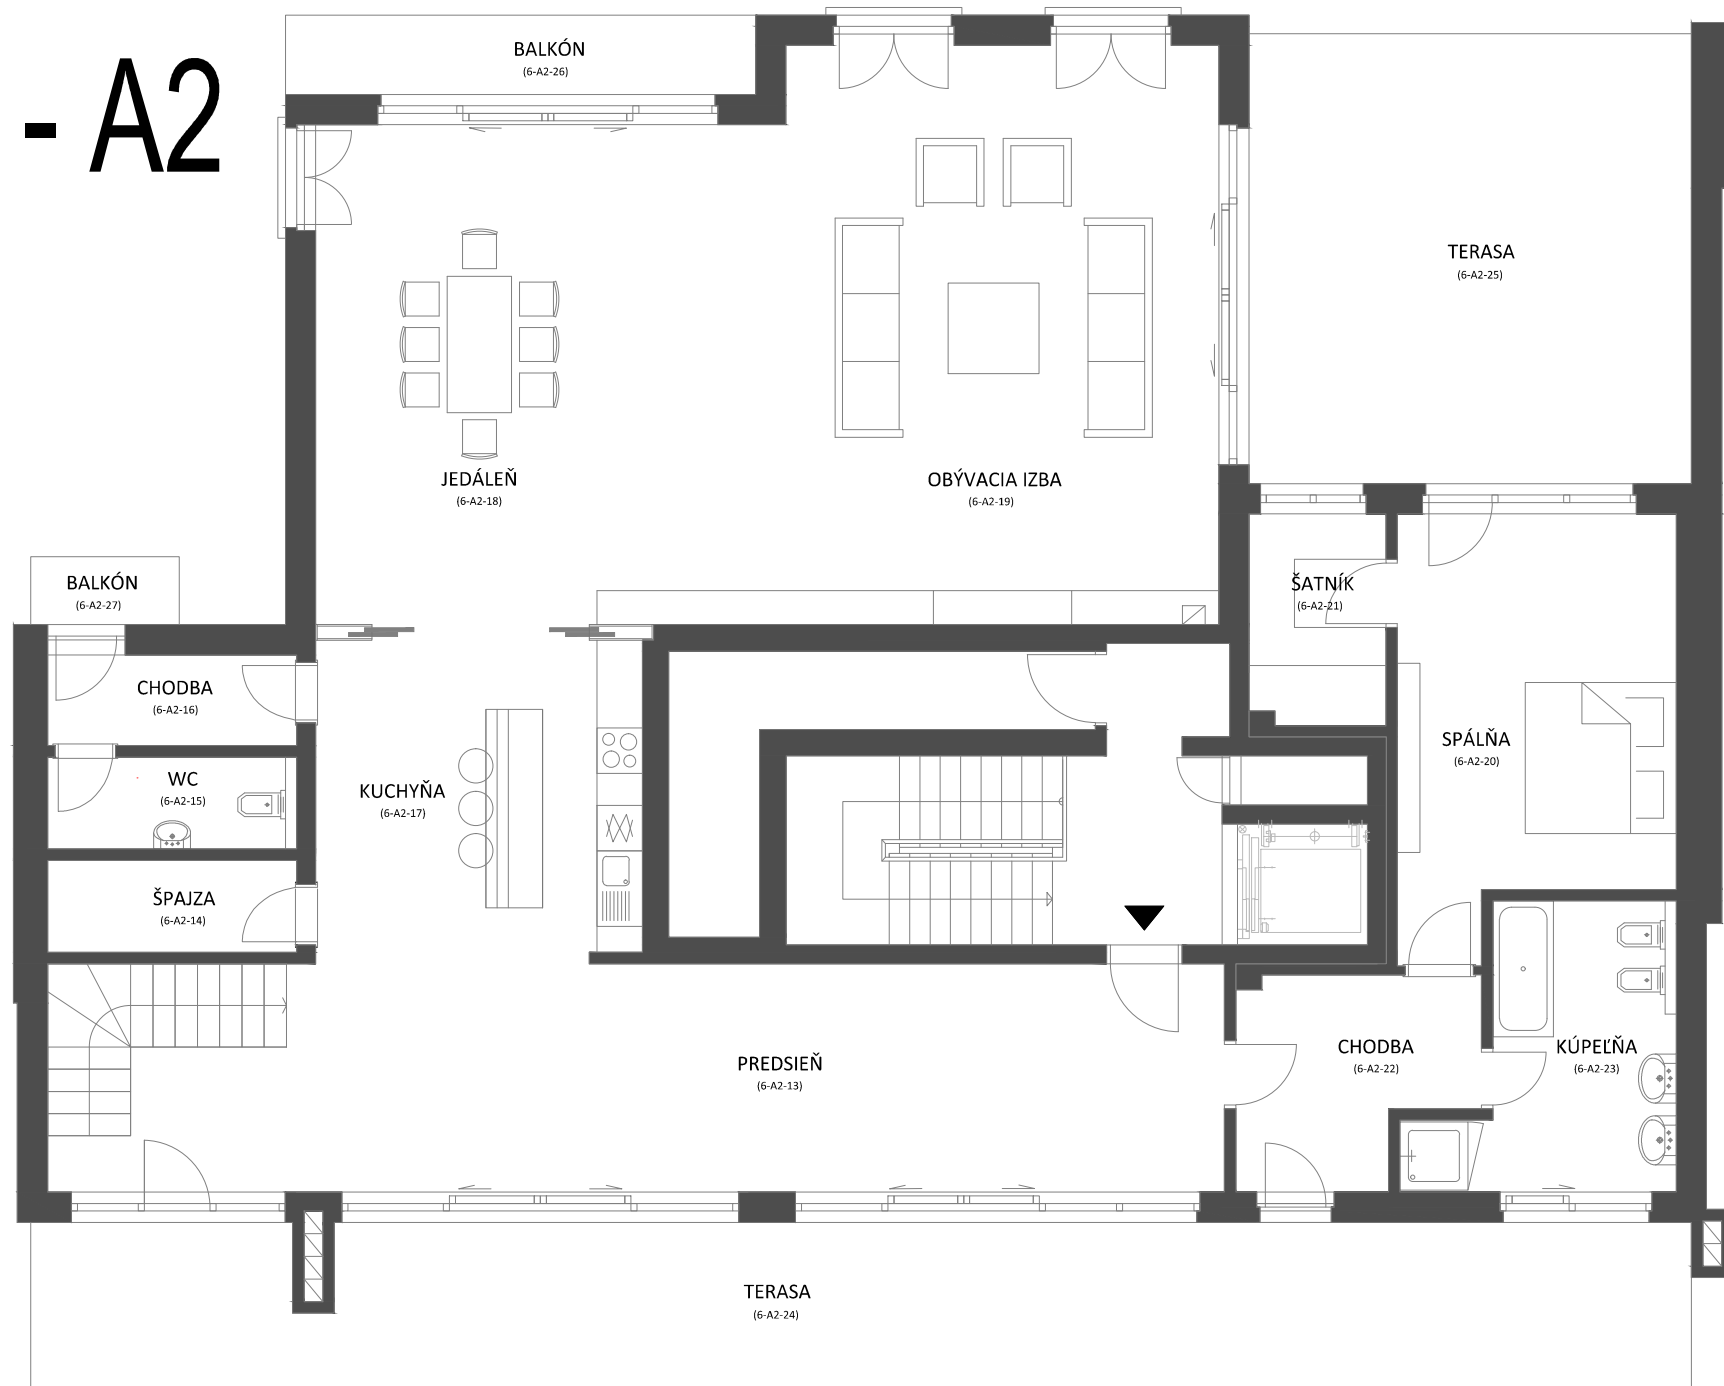 - A2
BALKÓN
(6-A2-26)
TERASA
(6-A2-25)
JEDÁLEŇ
(6-A2-18)
OBÝVACIA IZBA
(6-A2-19)
BALKÓN
(6-A2-27)
ŠATNÍK
(6-A2-21)
CHODBA
(6-A2-16)
SPÁLŇA
(6-A2-20)
WC
(6-A2-15)
KUCHYŇA
(6-A2-17)
ŠPAJZA
(6-A2-14)
PREDSIEŇ
(6-A2-13)
CHODBA
(6-A2-22)
KÚPEĽŇA
(6-A2-23)
TERASA
(6-A2-24)